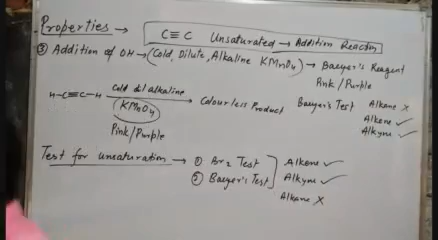 Properties → C≡C Unsaturated → Addition Reaction
③ Addition of OH → (Cold, Dilute, Alkaline KMnO₄) → Baeyer's Reagent
Pink/Purple
H-C≡C-H Cold dil alkaline → KMnO₄ Colourless Product Baeyer's Test Alkane ✗
Pink/Purple Alkene ✓
Alkyne ✓
Test for unsaturation → ① Br₂ Test Alkene ✓
② Baeyer's Test Alkyne ✓
Alkane ✗